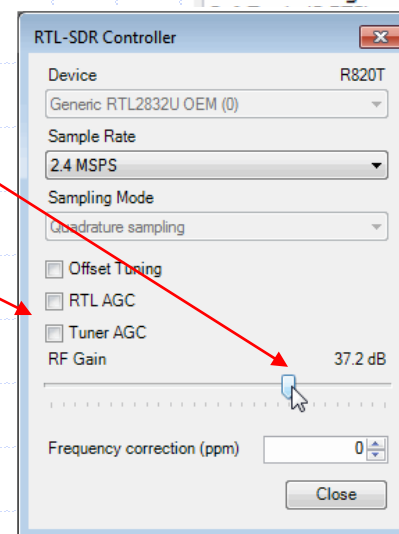 RTL-SDR Controller
Device R820T
Generic RTL2832U OEM (0)
Sample Rate
2.4 MSPS
Sampling Mode
Quadrature sampling
Offset Tuning
RTL AGC
Tuner AGC
RF Gain 37.2 dB
Frequency correction (ppm) 0
Close